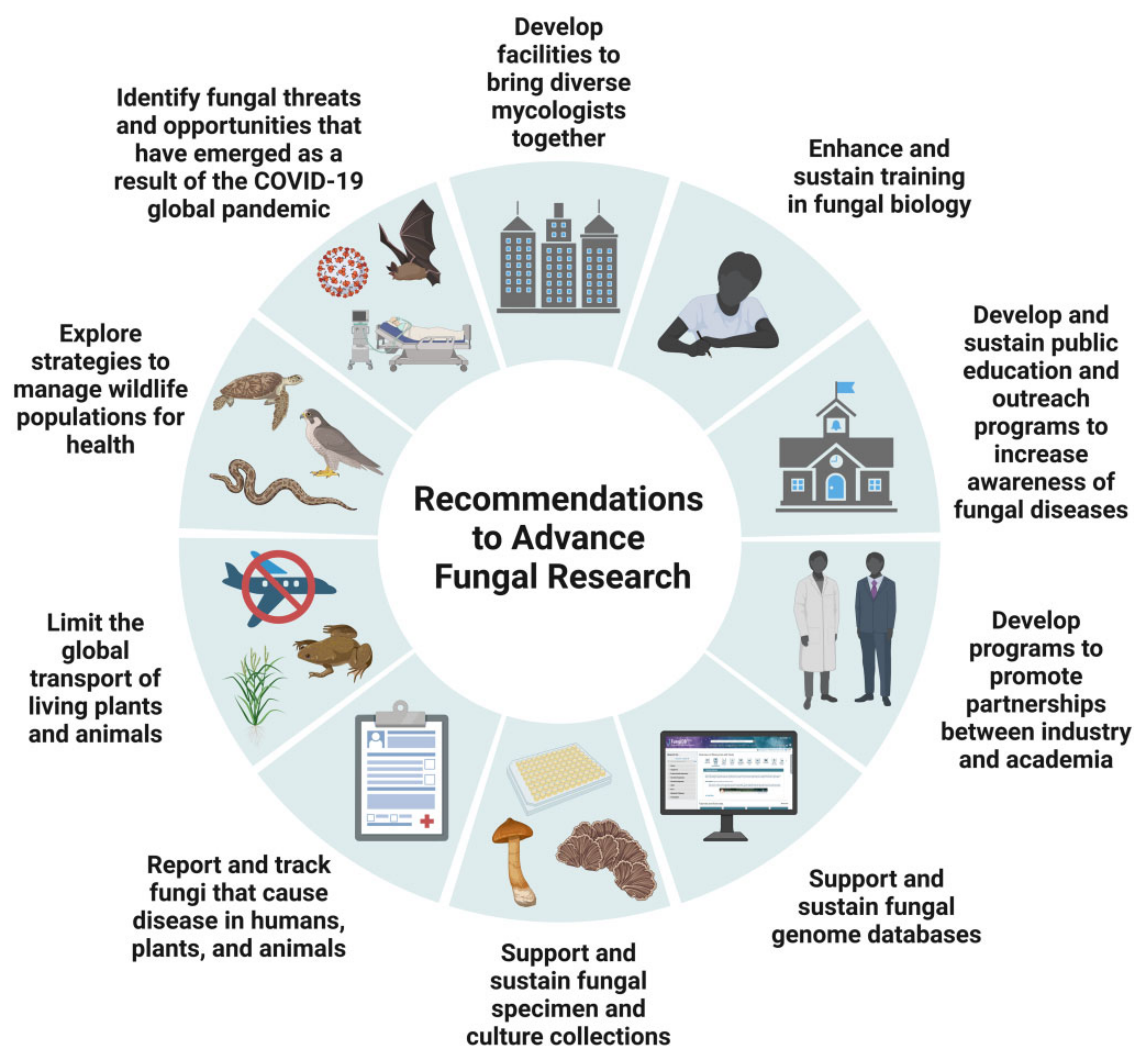 Develop
facilities to
bring diverse
mycologists
together
Enhance and
sustain training
in fungal biology
Develop and
sustain public
education and
outreach
programs to
increase
awareness of
fungal diseases
Develop
programs to
promote
partnerships
between industry
and academia
Support and
sustain fungal
genome databases
Support and
sustain fungal
specimen and
culture collections
Report and track
fungi that cause
disease in humans,
plants, and animals
Limit the
global
transport of
living plants
and animals
Explore
strategies to
manage wildlife
populations for
health
Identify fungal threats
and opportunities that
have emerged as a
result of the COVID-19
global pandemic
Recommendations
to Advance
Fungal Research